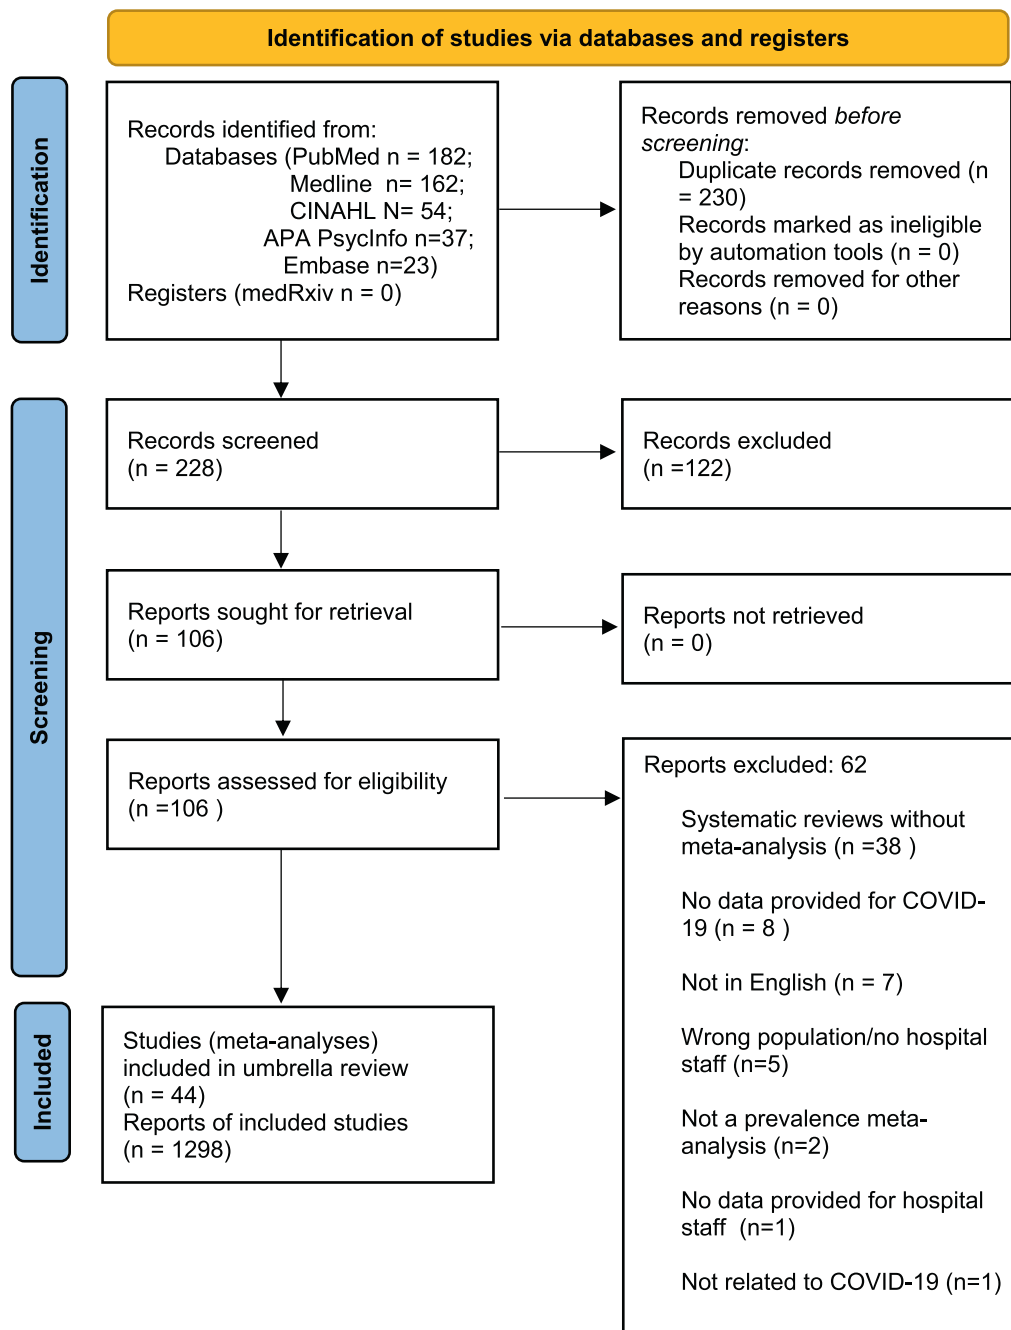 Identification of studies via databases and registers
Identification
Records identified from:
Databases (PubMed n = 182;
Medline n= 162;
CINAHL N= 54;
APA PsycInfo n=37;
Embase n=23)
Registers (medRxiv n = 0)
Records removed before
screening:
Duplicate records removed (n
= 230)
Records marked as ineligible
by automation tools (n = 0)
Records removed for other
reasons (n = 0)
Screening
Records screened
(n = 228)
Records excluded
(n =122)
Reports sought for retrieval
(n = 106)
Reports not retrieved
(n = 0)
Reports assessed for eligibility
(n =106 )
Reports excluded: 62
Systematic reviews without
meta-analysis (n =38 )
No data provided for COVID-
19 (n = 8 )
Not in English (n = 7)
Wrong population/no hospital
staff (n=5)
Not a prevalence meta-
analysis (n=2)
No data provided for hospital
staff (n=1)
Not related to COVID-19 (n=1)
Included
Studies (meta-analyses)
included in umbrella review
(n = 44)
Reports of included studies
(n = 1298)